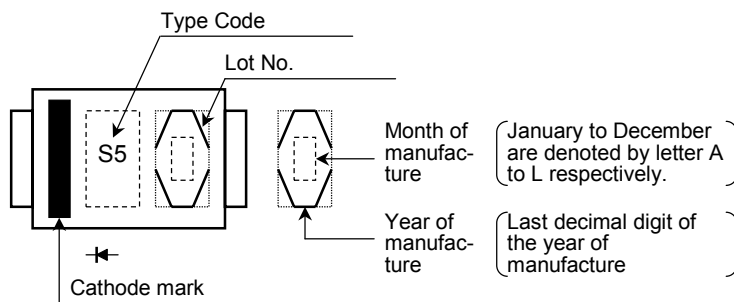 Type Code
Lot No.
S5
Month of
manufac-
ture
January to December
are denoted by letter A
to L respectively.
Year of
manufac-
ture
Last decimal digit of
the year of
manufacture
Cathode mark